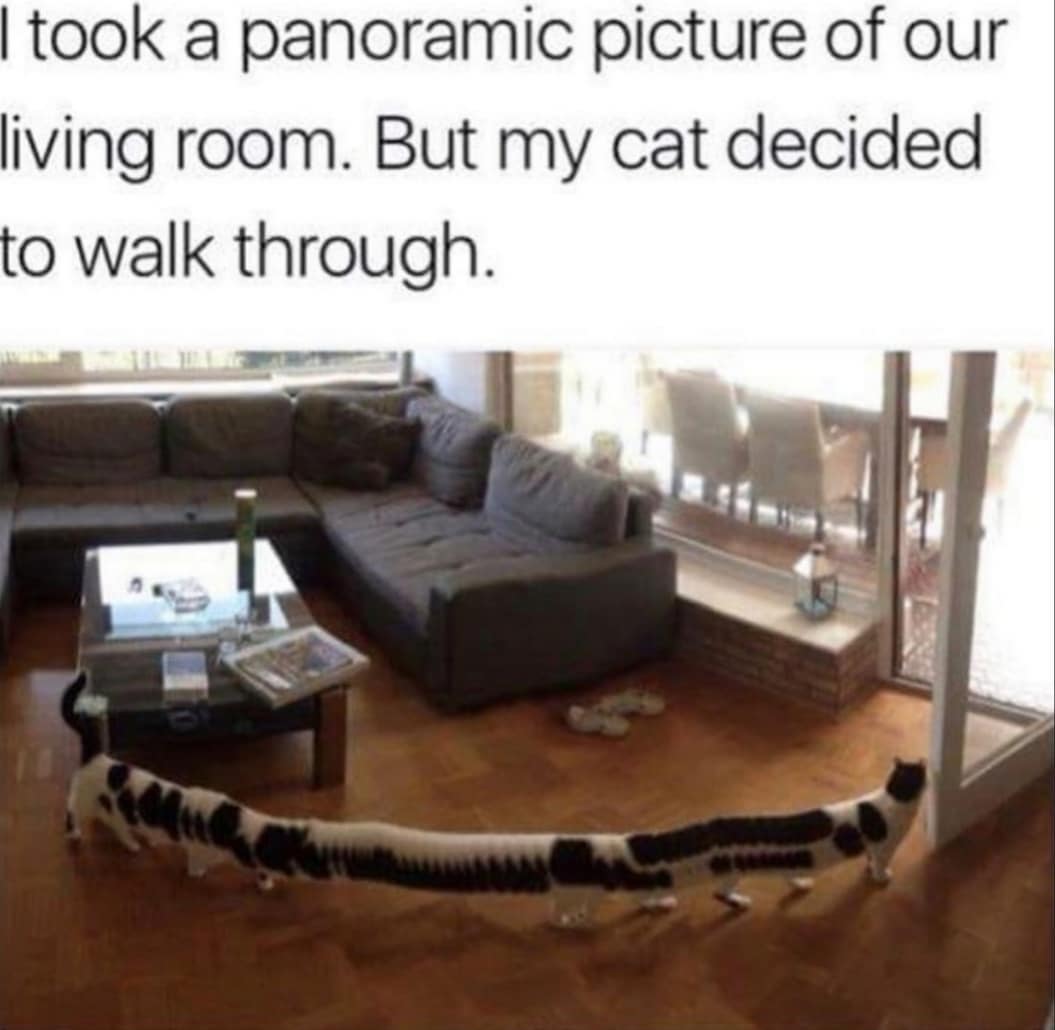 I took a panoramic picture of our
living room. But my cat decided
to walk through.